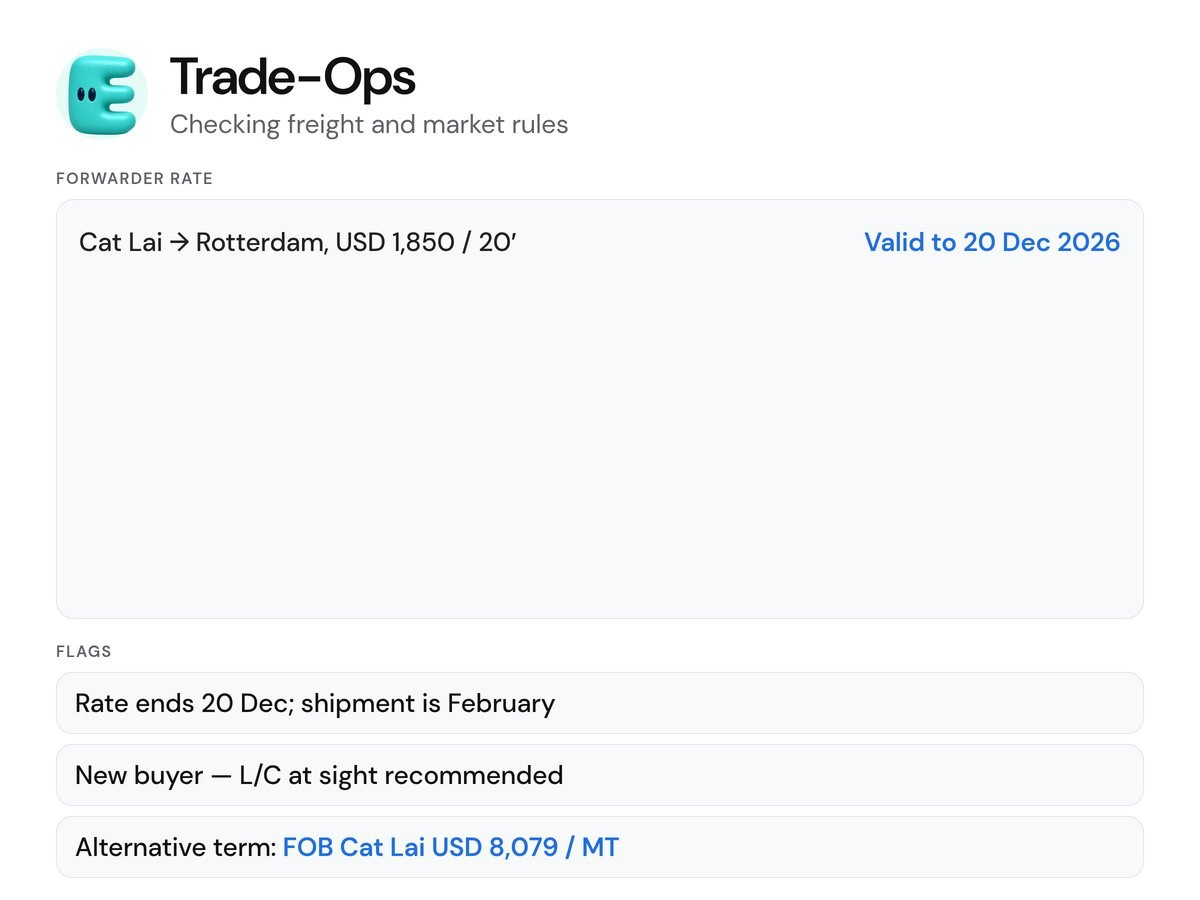 Trade-Ops
Checking freight and market rules
FORWARDER RATE
Cat Lai → Rotterdam, USD 1,850 / 20′
Valid to 20 Dec 2026
FLAGS
Rate ends 20 Dec; shipment is February
New buyer — L/C at sight recommended
Alternative term: FOB Cat Lai USD 8,079 / MT